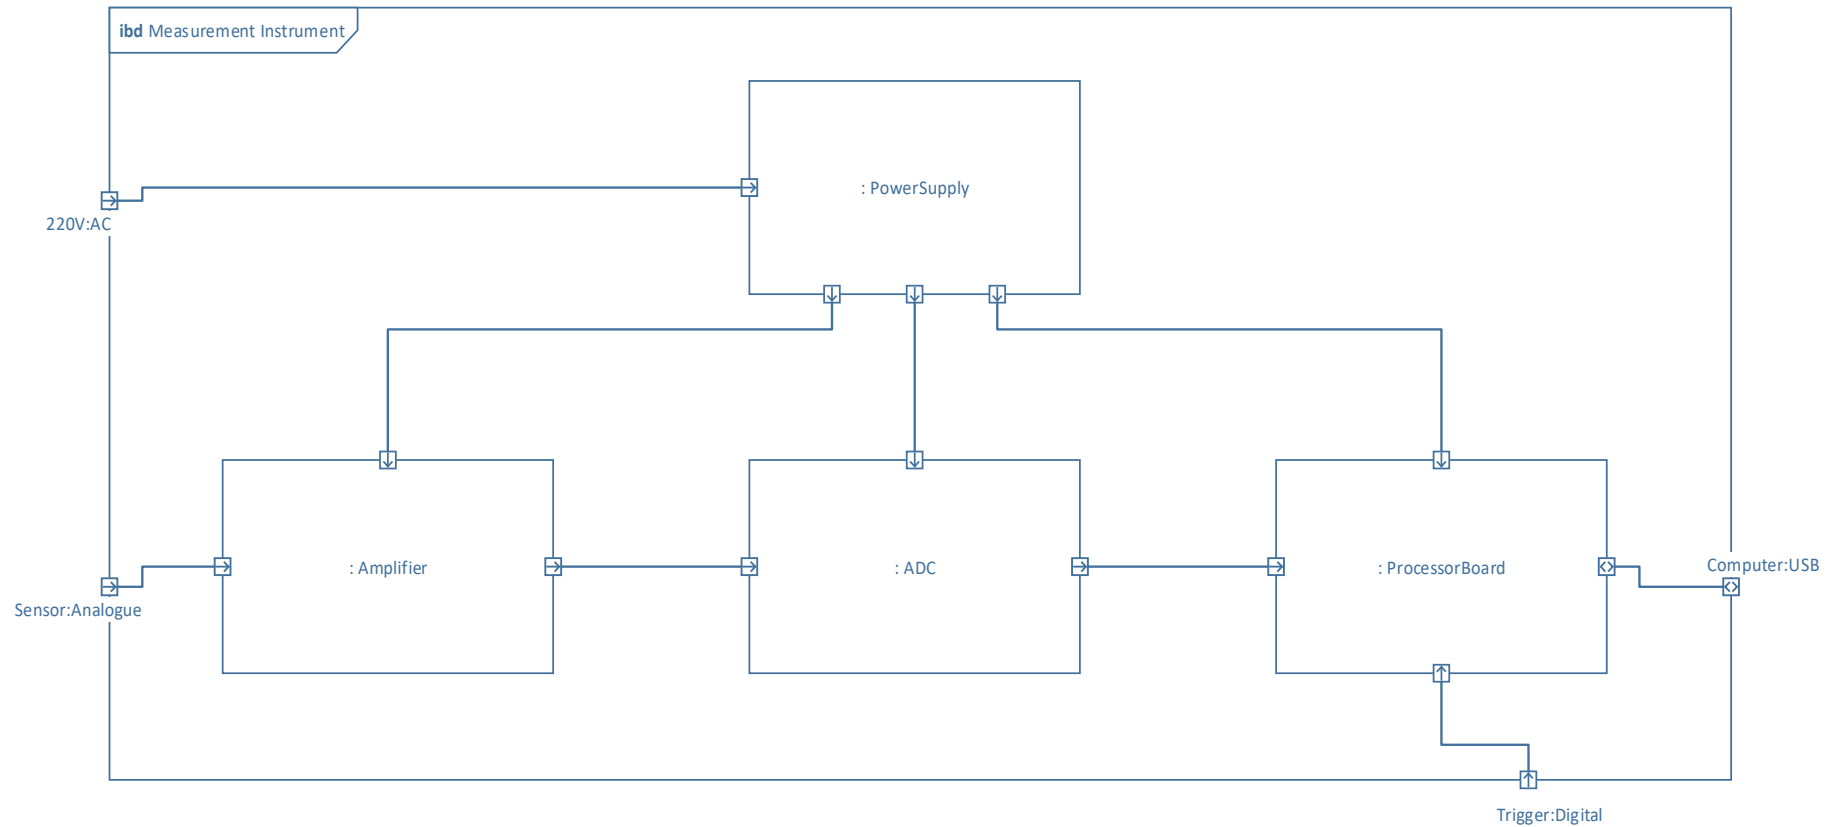 ibd Measurement Instrument
: PowerSupply
220V:AC
: Amplifier
: ADC
: ProcessorBoard
Computer:USB
Sensor:Analogue
Trigger:Digital